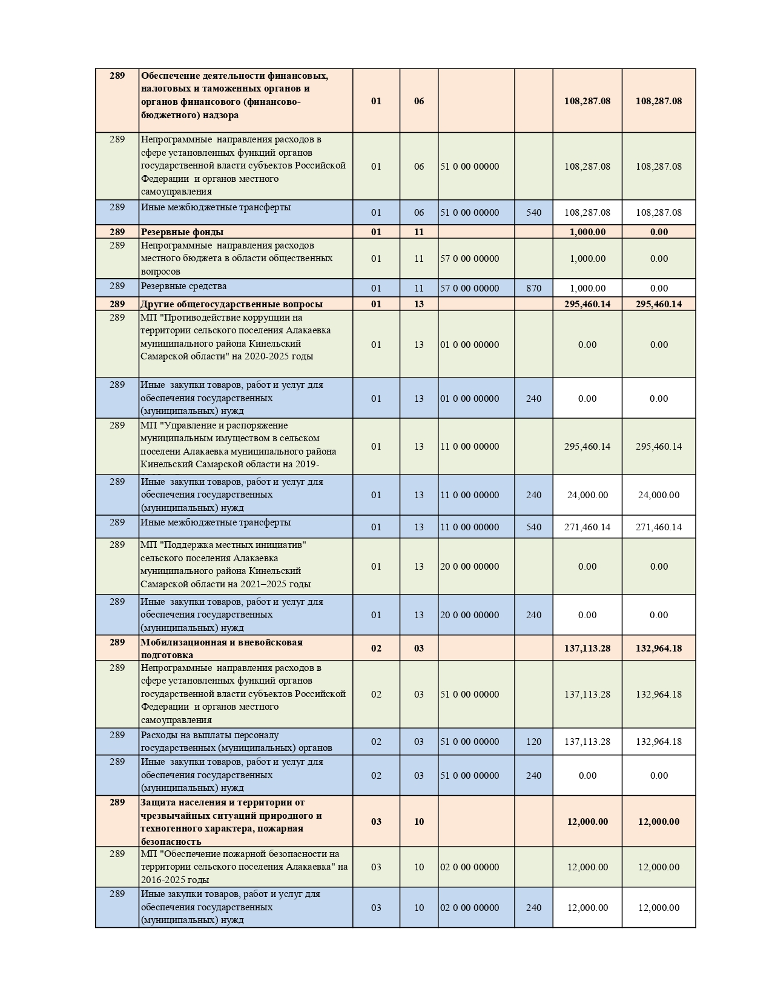 289 Обеспечение деятельности финансовых,
налоговых и таможенных органов и
органов финансового (финансово- 01 06 108,287.08 108,287.08
бюджетного) надзора
289 Непрограммные направления расходов в
сфере установленных функций органов
государственной власти субъектов Российской 01 06 51 0 00 00000 108,287.08 108,287.08
Федерации и органов местного
самоуправления
289 Иные межбюджетные трансферты 01 06 51 0 00 00000 540 108,287.08 108,287.08
289 Резервные фонды 01 11 1,000.00 0.00
289 Непрограммные направления расходов
местного бюджета в области общественных 01 11 57 0 00 00000 1,000.00 0.00
вопросов
289 Резервные средства 01 11 57 0 00 00000 870 1,000.00 0.00
289 Другие общегосударственные вопросы 01 13 295,460.14 295,460.14
289 МП "Противодействие коррупции на
территории сельского поселения Алакаевка
муниципального района Кинельский 01 13 01 0 00 00000 0.00 0.00
Самарской области" на 2020-2025 годы
289 Иные закупки товаров, работ и услуг для
обеспечения государственных 01 13 01 0 00 00000 240 0.00 0.00
(муниципальных) нужд
289 МП "Управление и распоряжение
муниципальным имуществом в сельском
поселени Алакаевка муниципального района 01 13 11 0 00 00000 295,460.14 295,460.14
Кинельский Самарской области на 2019-
289 Иные закупки товаров, работ и услуг для
обеспечения государственных 01 13 11 0 00 00000 240 24,000.00 24,000.00
(муниципальных) нужд
289 Иные межбюджетные трансферты 01 13 11 0 00 00000 540 271,460.14 271,460.14
289 МП "Поддержка местных инициатив"
сельского поселения Алакаевка
муниципального района Кинельский 01 13 20 0 00 00000 0.00 0.00
Самарской области на 2021–2025 годы
289 Иные закупки товаров, работ и услуг для
обеспечения государственных 01 13 20 0 00 00000 240 0.00 0.00
(муниципальных) нужд
289 Мобилизационная и вневойсковая 02 03 137,113.28 132,964.18
подготовка
289 Непрограммные направления расходов в
сфере установленных функций органов
государственной власти субъектов Российской 02 03 51 0 00 00000 137,113.28 132,964.18
Федерации и органов местного
самоуправления
289 Расходы на выплаты персоналу 02 03 51 0 00 00000 120 137,113.28 132,964.18
государственных (муниципальных) органов
289 Иные закупки товаров, работ и услуг для
обеспечения государственных 02 03 51 0 00 00000 240 0.00 0.00
(муниципальных) нужд
289 Защита населения и территории от
чрезвычайных ситуаций природного и 03 10 12,000.00 12,000.00
техногенного характера, пожарная
безопасность
289 МП "Обеспечение пожарной безопасности на
территории сельского поселения Алакаевка" на 03 10 02 0 00 00000 12,000.00 12,000.00
2016-2025 годы
289 Иные закупки товаров, работ и услуг для
обеспечения государственных 03 10 02 0 00 00000 240 12,000.00 12,000.00
(муниципальных) нужд